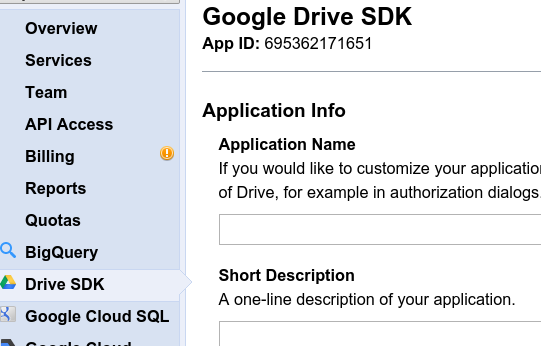 Overview
Services
Team
API Access
Billing
Reports
Quotas
BigQuery
Drive SDK
Google Cloud SQL
Google Cloud
Google Drive SDK
App ID: 695362171651
Application Info
Application Name
If you would like to customize your application
of Drive, for example in authorization dialogs
Short Description
A one-line description of your application.